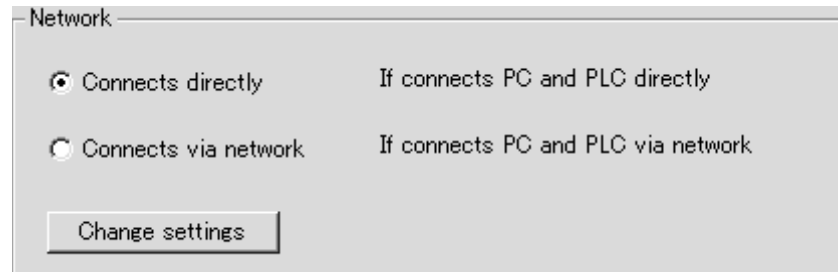 Network
Connects directly If connects PC and PLC directly
Connects via network If connects PC and PLC via network
Change settings